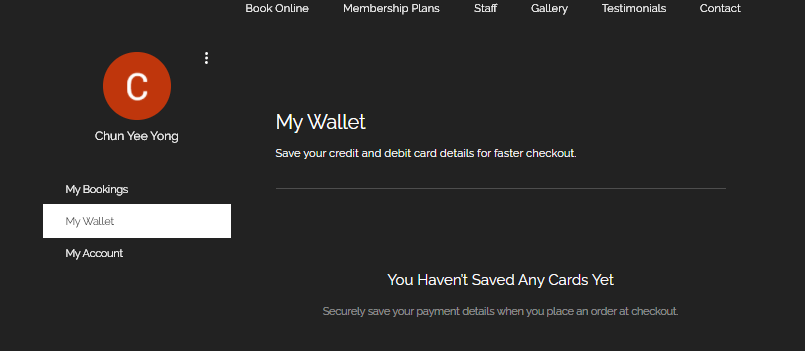 Book Online Membership Plans Staff Gallery Testimonials Contact
C
Chun Yee Yong
My Bookings
My Wallet
My Account
My Wallet
Save your credit and debit card details for faster checkout.
You Haven't Saved Any Cards Yet
Securely save your payment details when you place an order at checkout.